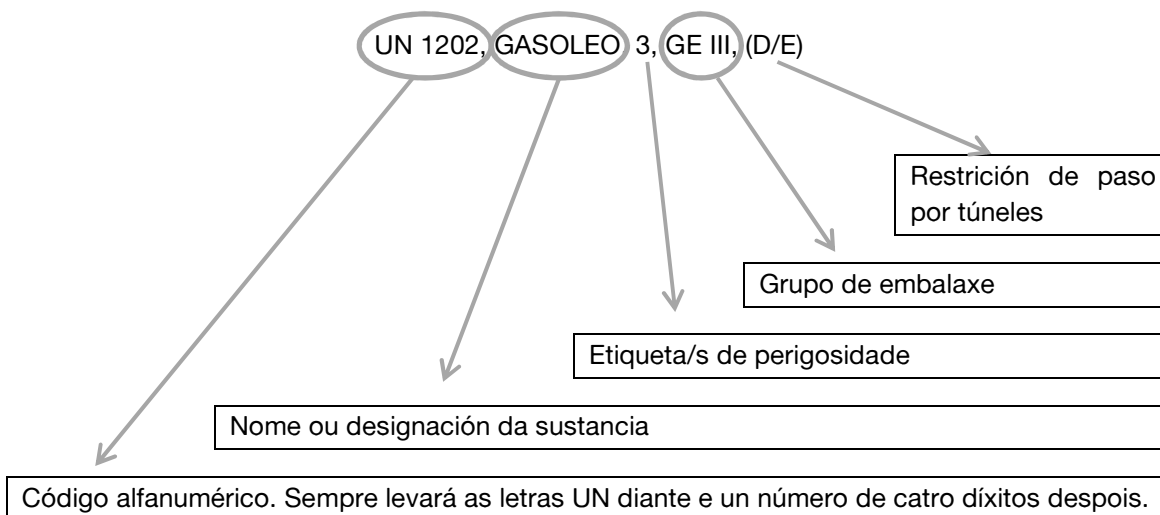 UN 1202, GASOLEO 3, GE III, (D/E)
Restrición de paso
por túneles
Grupo de embalaxe
Etiqueta/s de perigosidade
Nome ou designación da sustancia
Código alfanumérico. Sempre levará as letras UN diante e un número de catro díxitos despois.